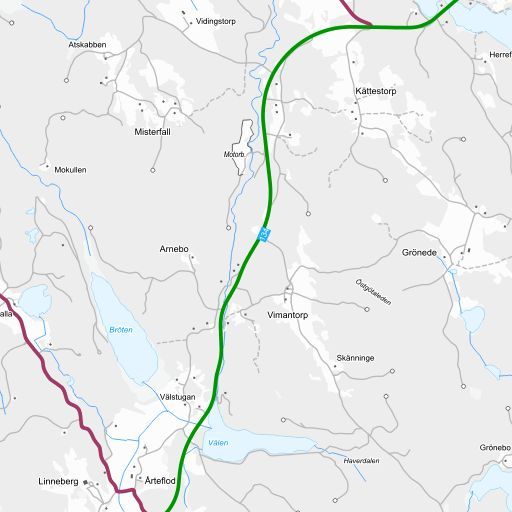 Vidingstorp
Atskabben
Herref
Kättestorp
Misterfall
Motorb.
Mokullen
Arnebo
Grönede
Östgötaleden
alla
Vimantorp
Bröten
Skänninge
Välstugan
Välen
Grönebo
Haverdalen
Linneberg
Årteflod